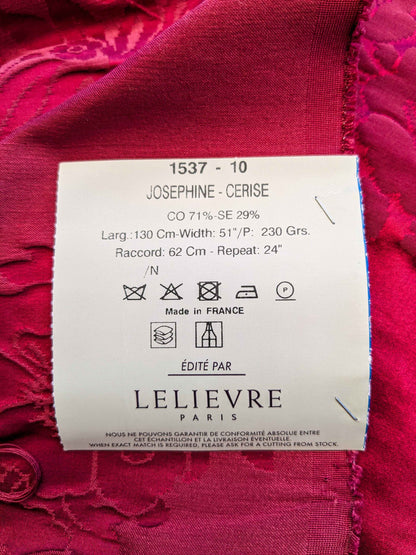 1537 - 10
JOSEPHINE - CERISE
CO 71%-SE 29%
Larg.:130 Cm-Width: 51"/P: 230 Grs.
Raccord: 62 Cm - Repeat: 24"
/N
P
Made in FRANCE
ÉDITÉ PAR
LELIEVRE
PARIS
NOUS NE POUVONS GARANTIR DE CONFORMITÉ ABSOLUE ENTRE
CET ÉCHANTILLON ET LA LIVRAISON ÉVENTUELLE.
WHEN EXACT MATCH IS REQUIRED, PLEASE ASK FOR A CUTTING FROM STOCK.